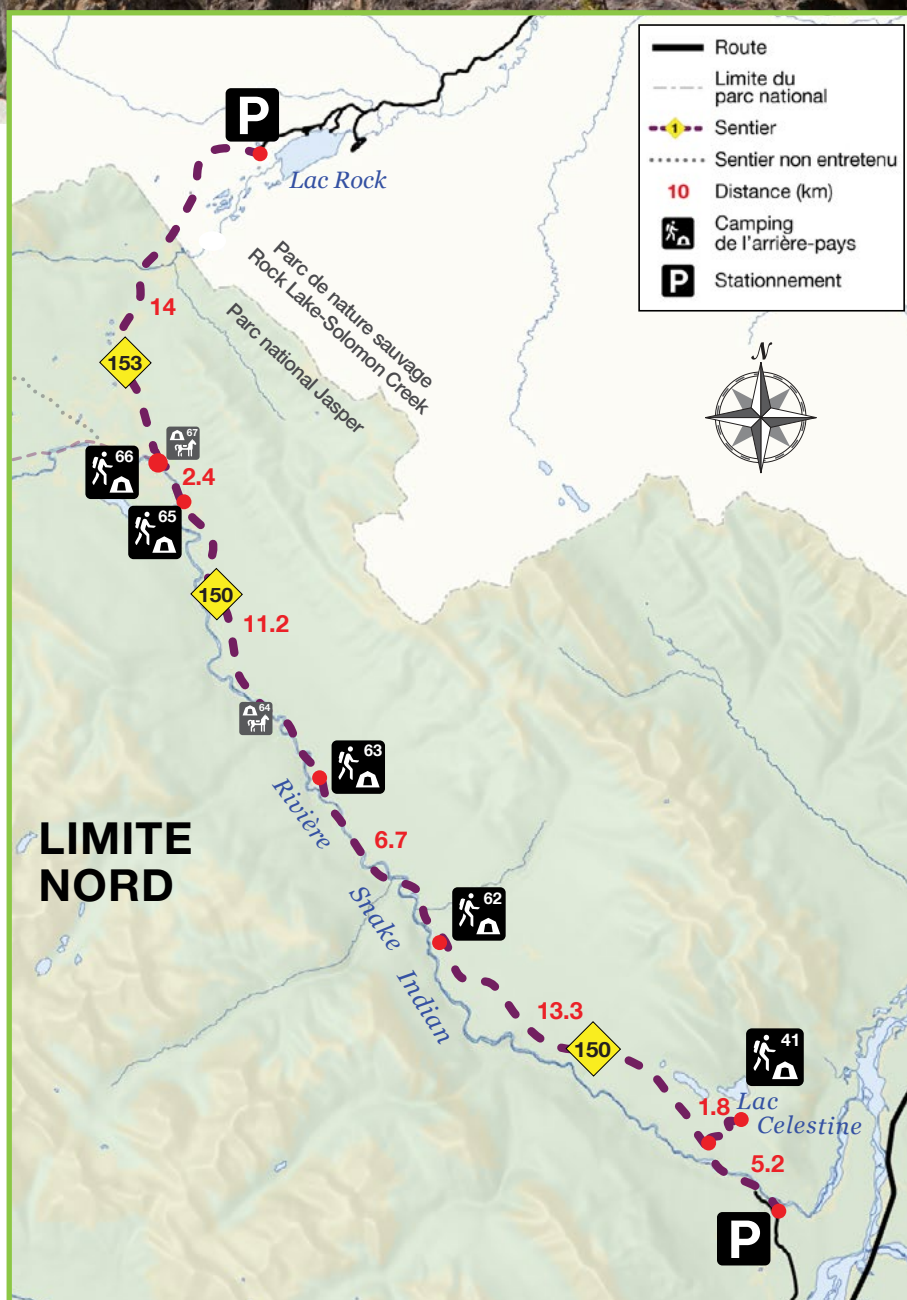 Route
Limite du
parc national
1
Sentier
Sentier non entretenu
10
Distance (km)
Camping
de l'arrière-pays
P
Stationnement
P
Lac Rock
Parc de nature sauvage
Rock Lake-Solomon Creek
Parc national Jasper
N
14
153
67
66
2.4
65
150
11.2
64
63
Rivière
Snake
Indian
6.7
LIMITE
NORD
62
13.3
150
41
1.8
Lac
Celestine
5.2
P